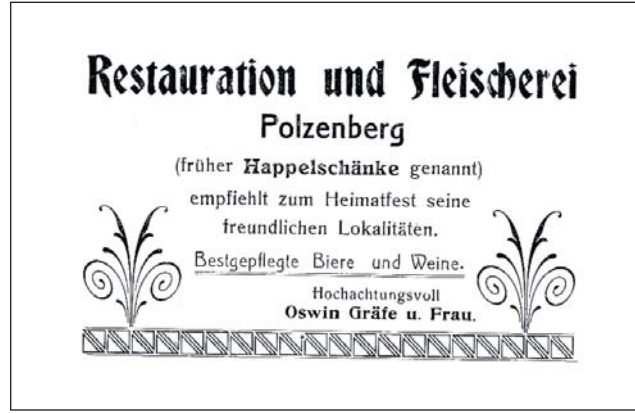 Restauration und Fleischerei
Polzenberg
(früher Happelschänke genannt)
empfiehlt zum Heimatfest seine
freundlichen Lokalitäten.
Bestgepflegte Biere und Weine.
Hochachtungsvoll
Oswin Gräfe u. Frau.